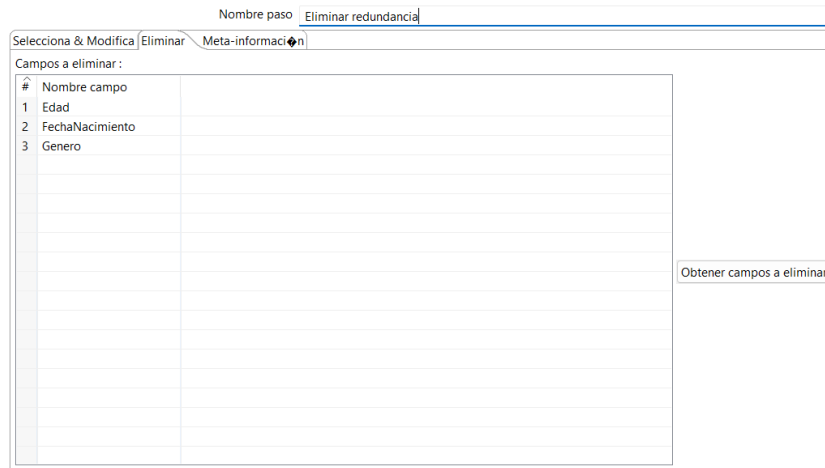 Nombre paso Eliminar redundancia
Selecciona & Modifica Eliminar Meta-informaci�n
Campos a eliminar :
# Nombre campo
1 Edad
2 FechaNacimiento
3 Genero
Obtener campos a eliminar